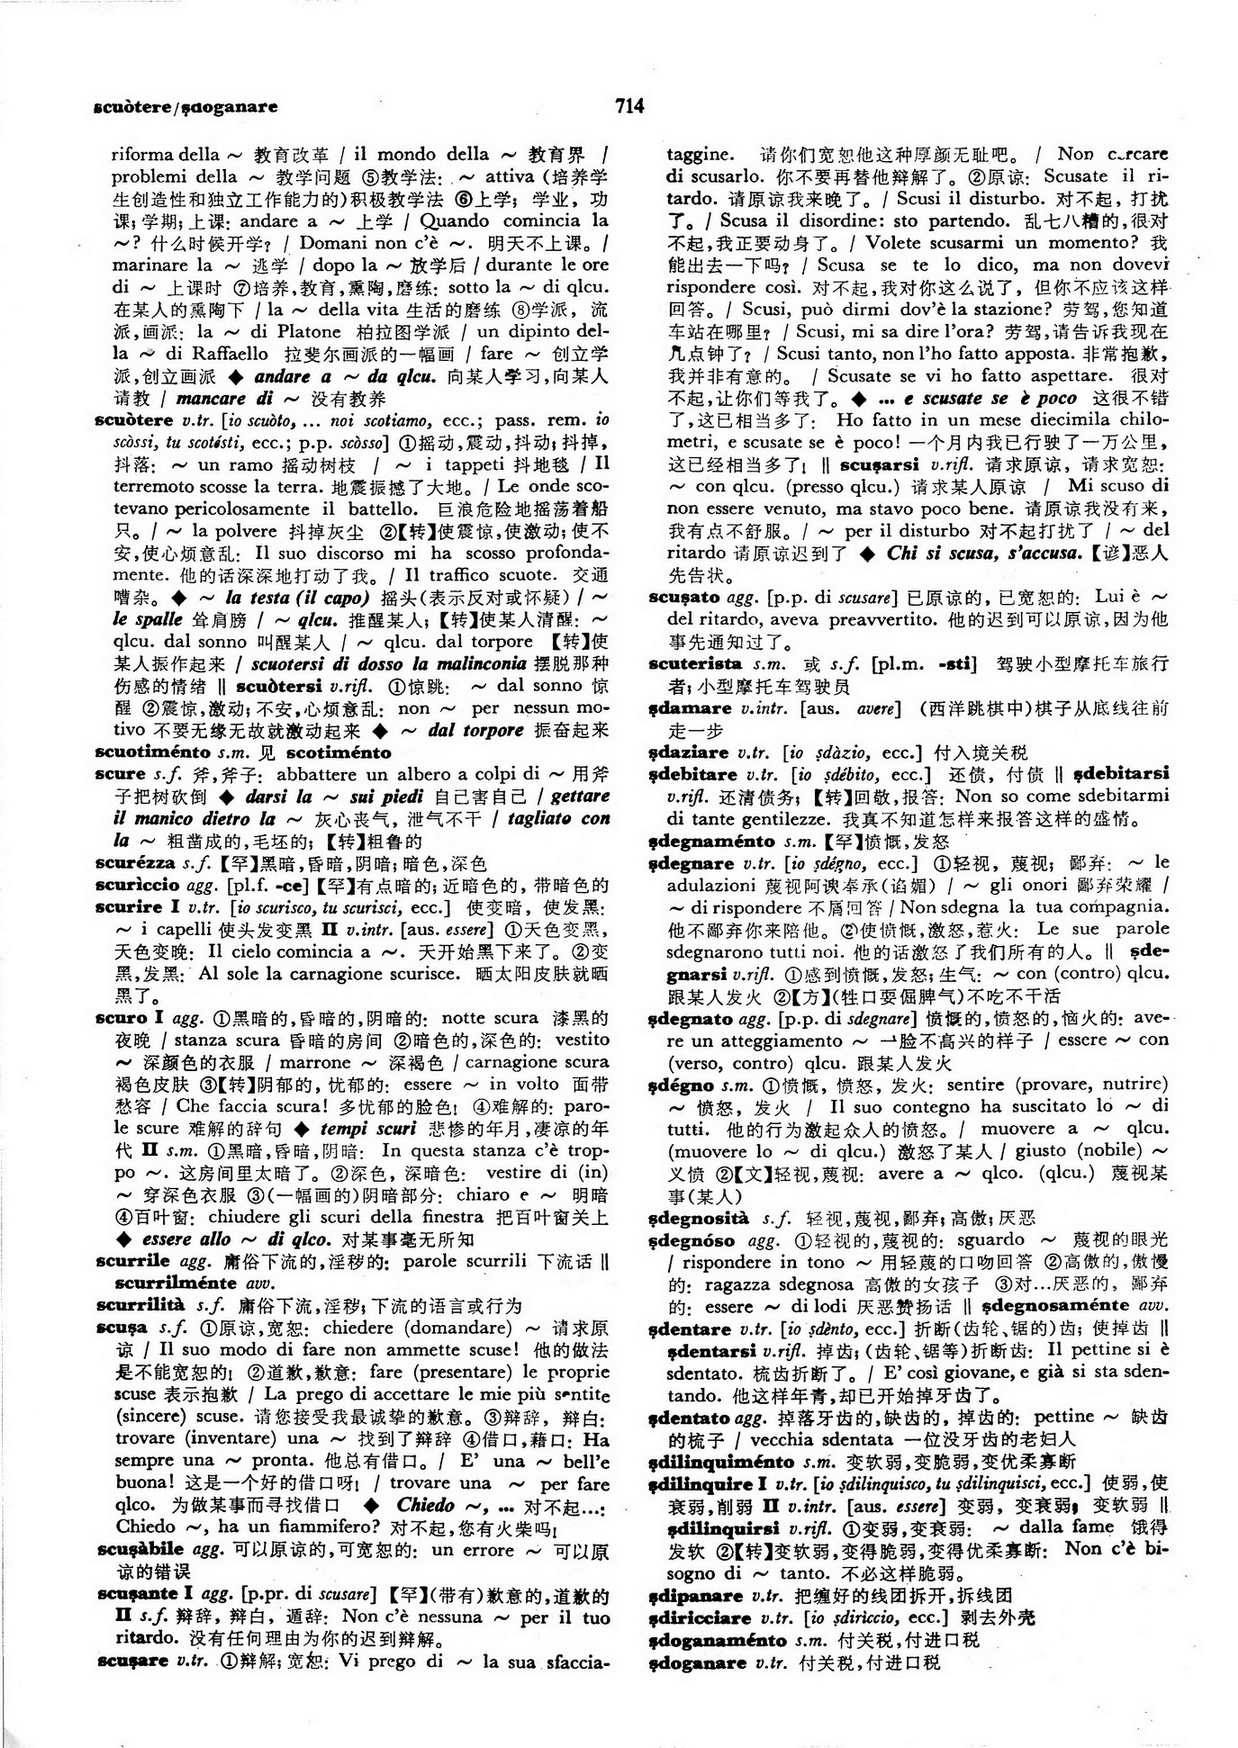 scuòtere/ṣdoganare
714
riforma della ~ 教育改革 / il mondo della ~ 教育界 /
problemi della ~ 教学问题 ⑤教学法: ~ attiva (培养学
生创造性和独立工作能力的)积极教学法 ⑥上学; 学业, 功
课;学期;上课: andare a ~ 上学 / Quando comincia la
~? 什么时候开学? / Domani non c'è ~. 明天不上课。/
marinare la ~ 逃学 / dopo la ~ 放学后 / durante le ore
di ~ 上课时 ⑦培养,教育,熏陶,磨练: sotto la ~ di qlcu.
在某人的熏陶下 / la ~ della vita 生活的磨练 ⑧学派, 流
派,画派: la ~ di Platone 柏拉图学派 / un dipinto del-
la ~ di Raffaello 拉斐尔画派的一幅画 / fare ~ 创立学
派,创立画派 ◆ andare a ~ da qlcu. 向某人学习,向某人
请教 / mancare di ~ 没有教养
scuòtere v.tr. [io scuòto, ... noi scotiamo, ecc.; pass. rem. io
scòssi, tu scotésti, ecc.; p.p. scòsso] ①摇动,震动,抖动;抖掉,
抖落: ~ un ramo 摇动树枝 / ~ i tappeti 抖地毯 / Il
terremoto scosse la terra. 地震振撼了大地。/ Le onde sco-
tevano pericolosamente il battello. 巨浪危险地摇荡着船
只。/ ~ la polvere 抖掉灰尘 ②【转】使震惊,使激动;使不
安,使心烦意乱: Il suo discorso mi ha scosso profonda-
mente. 他的话深深地打动了我。/ Il traffico scuote. 交通
嘈杂。◆ ~ la testa (il capo) 摇头(表示反对或怀疑) / ~
le spalle 耸肩膀 / ~ qlcu. 推醒某人;【转】使某人清醒: ~
qlcu. dal sonno 叫醒某人 / ~ qlcu. dal torpore 【转】使
某人振作起来 / scuotersi di dosso la malinconia 摆脱那种
伤感的情绪 ‖ scuòtersi v.rifl. ①惊跳: ~ dal sonno 惊
醒 ②震惊,激动;不安,心烦意乱: non ~ per nessun mo-
tivo 不要无缘无故就激动起来 ◆ ~ dal torpore 振奋起来
scuotiménto s.m. 见 scotiménto
scure s.f. 斧,斧子: abbattere un albero a colpi di ~ 用斧
子把树砍倒 ◆ darsi la ~ sui piedi 自己害自己 / gettare
il manico dietro la ~ 灰心丧气, 泄气不干 / tagliato con
la ~ 粗凿成的,毛坯的;【转】粗鲁的
scurézza s.f. 【罕】黑暗,昏暗,阴暗;暗色,深色
scurìccio agg. [pl.f. -ce]【罕】有点暗的;近暗色的, 带暗色的
scurire I v.tr. [io scurisco, tu scurisci, ecc.] 使变暗, 使发黑:
~ i capelli 使头发变黑 II v.intr. [aus. essere] ①天色变黑,
天色变晚: Il cielo comincia a ~. 天开始黑下来了。②变
黑,发黑: Al sole la carnagione scurisce. 晒太阳皮肤就晒
黑了。
scuro I agg. ①黑暗的,昏暗的,阴暗的: notte scura 漆黑的
夜晚 / stanza scura 昏暗的房间 ②暗色的,深色的: vestito
~ 深颜色的衣服 / marrone ~ 深褐色 / carnagione scura
褐色皮肤 ③【转】阴郁的, 忧郁的: essere ~ in volto 面带
愁容 / Che faccia scura! 多忧郁的脸色! ④难解的: paro-
le scure 难解的辞句 ◆ tempi scuri 悲惨的年月,凄凉的年
代 II s.m. ①黑暗,昏暗,阴暗: In questa stanza c'è trop-
po ~. 这房间里太暗了。②深色, 深暗色: vestire di (in)
~ 穿深色衣服 ③(一幅画的)阴暗部分: chiaro e ~ 明暗
④百叶窗: chiudere gli scuri della finestra 把百叶窗关上
◆ essere allo ~ di qlco. 对某事毫无所知
scurrile agg. 庸俗下流的,淫秽的: parole scurrili 下流话 ‖
scurrilménte avv.
scurrilità s.f. 庸俗下流,淫秽;下流的语言或行为
scuṣa s.f. ①原谅,宽恕: chiedere (domandare) ~ 请求原
谅 / Il suo modo di fare non ammette scuse! 他的做法
是不能宽恕的! ②道歉,歉意: fare (presentare) le proprie
scuse 表示抱歉 / La prego di accettare le mie più sentite
(sincere) scuse. 请您接受我最诚挚的歉意。③辩辞, 辩白:
trovare (inventare) una ~ 找到了辩辞 ④借口,藉口: Ha
sempre una ~ pronta. 他总有借口。/ E' una ~ bell'e
buona! 这是一个好的借口呀! / trovare una ~ per fare
qlco. 为做某事而寻找借口 ◆ Chiedo ~, ... 对不起...:
Chiedo ~, ha un fiammifero? 对不起,您有火柴吗!
scuṣàbile agg. 可以原谅的,可宽恕的: un errore ~ 可以原
谅的错误
scuṣante I agg. [p.pr. di scusare] 【罕】(带有)歉意的,道歉的
II s.f. 辩辞, 辩白, 遁辞: Non c'è nessuna ~ per il tuo
ritardo. 没有任何理由为你的迟到辩解。
scuṣare v.tr. ①辩解;宽恕: Vi prego di ~ la sua sfaccia-
taggine. 请你们宽恕他这种厚颜无耻吧。/ Non cercare
di scusarlo. 你不要再替他辩解了。②原谅: Scusate il ri-
tardo. 请原谅我来晚了。/ Scusi il disturbo. 对不起, 打扰
了。/ Scusa il disordine: sto partendo. 乱七八糟的,很对
不起,我正要动身了。/ Volete scusarmi un momento? 我
能出去一下吗? / Scusa se te lo dico, ma non dovevi
rispondere così. 对不起,我对你这么说了, 但你不应该这样
回答。/ Scusi, può dirmi dov'è la stazione? 劳驾,您知道
车站在哪里? / Scusi, mi sa dire l'ora? 劳驾,请告诉我现在
几点钟了? / Scusi tanto, non l'ho fatto apposta. 非常抱歉,
我并非有意的。 / Scusate se vi ho fatto aspettare. 很对
不起,让你们等我了。◆ ... e scusate se è poco 这很不错
了,这已相当多了: Ho fatto in un mese diecimila chilo-
metri, e scusate se è poco! 一个月内我已行驶了一万公里,
这已经相当多了! ‖ scuṣarsi v.rifl. 请求原谅, 请求宽恕:
~ con qlcu. (presso qlcu.) 请求某人原谅 / Mi scuso di
non essere venuto, ma stavo poco bene. 请原谅我没有来,
我有点不舒服。/ ~ per il disturbo 对不起打扰了 / ~ del
ritardo 请原谅迟到了 ◆ Chi si scusa, s'accusa.【谚】恶人
先告状。
scuṣato agg. [p.p. di scusare] 已原谅的, 已宽恕的: Lui è ~
del ritardo, aveva preavvertito. 他的迟到可以原谅,因为他
事先通知过了。
scuterista s.m. 或 s.f. [pl.m. -sti] 驾驶小型摩托车旅行
者;小型摩托车驾驶员
ṣdamare v.intr. [aus. avere] (西洋跳棋中)棋子从底线往前
走一步
ṣdaziare v.tr. [io ṣdàzio, ecc.] 付入境关税
ṣdebitare v.tr. [io ṣdébito, ecc.] 还债, 付债 ‖ ṣdebitarsi
v.rifl. 还清债务; 【转】回敬,报答: Non so come sdebitarmi
di tante gentilezze. 我真不知道怎样来报答这样的盛情。
ṣdegnaménto s.m.【罕】愤慨,发怒
ṣdegnare v.tr. [io ṣdégno, ecc.] ①轻视, 蔑视; 鄙弃: ~ le
adulazioni 蔑视阿谀奉承(谄媚) / ~ gli onori 鄙弃荣耀 /
~ di rispondere 不屑回答 / Non sdegna la tua compagnia.
他不鄙弃你来陪他。②使愤慨,激怒,惹火: Le sue parole
sdegnarono tutti noi. 他的话激怒了我们所有的人。‖ ṣde-
gnarsi v.rifl. ①感到愤慨,发怒;生气: ~ con (contro) qlcu.
跟某人发火 ②【方】(牲口耍倔脾气)不吃不干活
ṣdegnato agg. [p.p. di sdegnare] 愤慨的,愤怒的,恼火的: ave-
re un atteggiamento ~ 一脸不高兴的样子 / essere ~ con
(verso, contro) qlcu. 跟某人发火
ṣdégno s.m. ①愤慨, 愤怒, 发火: sentire (provare, nutrire)
~ 愤怒, 发火 / Il suo contegno ha suscitato lo ~ di
tutti. 他的行为激起众人的愤怒。/ muovere a ~ qlcu.
(muovere lo ~ di qlcu.) 激怒了某人 / giusto (nobile) ~
义愤 ②【文】轻视,蔑视: avere a ~ qlco. (qlcu.) 蔑视某
事(某人)
ṣdegnosità s.f. 轻视,蔑视,鄙弃;高傲;厌恶
ṣdegnóso agg. ①轻视的,蔑视的: sguardo ~ 蔑视的眼光
/ rispondere in tono ~ 用轻蔑的口吻回答 ②高傲的,傲慢
的: ragazza sdegnosa 高傲的女孩子 ③对...厌恶的, 鄙弃
的: essere ~ di lodi 厌恶赞扬话 ‖ ṣdegnosaménte avv.
ṣdentare v.tr. [io ṣdènto, ecc.] 折断(齿轮、锯的)齿; 使掉齿 ‖
ṣdentarsi v.rifl. 掉齿;(齿轮、锯等)折断齿: Il pettine si è
sdentato. 梳齿折断了。/ E' così giovane, e già si sta sden-
tando. 他这样年青,却已开始掉牙齿了。
ṣdentato agg. 掉落牙齿的,缺齿的, 掉齿的: pettine ~ 缺齿
的梳子 / vecchia sdentata 一位没牙齿的老妇人
ṣdilinquiménto s.m. 变软弱,变脆弱,变优柔寡断
ṣdilinquire I v.tr. [io ṣdilinquisco, tu ṣdilinquisci, ecc.] 使弱,使
衰弱,削弱 II v.intr. [aus. essere] 变弱, 变衰弱; 变软弱 ‖
ṣdilinquirsi v.rifl. ①变弱,变衰弱: ~ dalla fame 饿得
发软 ②【转】变软弱,变得脆弱,变得优柔寡断: Non c'è bi-
sogno di ~ tanto. 不必这样脆弱。
ṣdipanare v.tr. 把缠好的线团拆开,拆线团
ṣdiricciare v.tr. [io ṣdirìccio, ecc.] 剥去外壳
ṣdoganaménto s.m. 付关税,付进口税
ṣdoganare v.tr. 付关税,付进口税